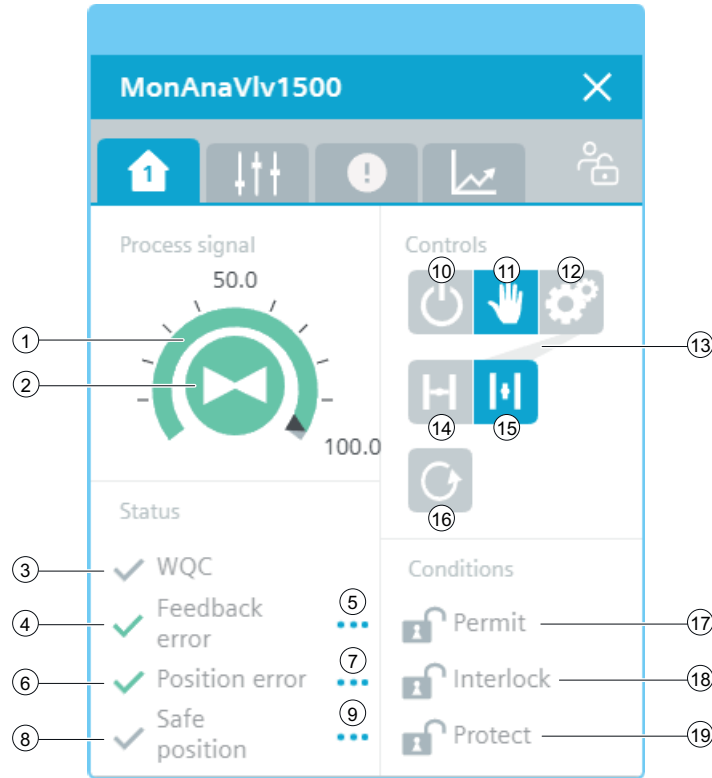 MonAnaVlv1500
1
Process signal
50.0
100.0
1
2
Controls
10
11
12
13
14
15
16
Status
3
WQC
4
Feedback
error
5
6
Position error
7
8
Safe
position
9
Conditions
Permit
17
Interlock
18
Protect
19